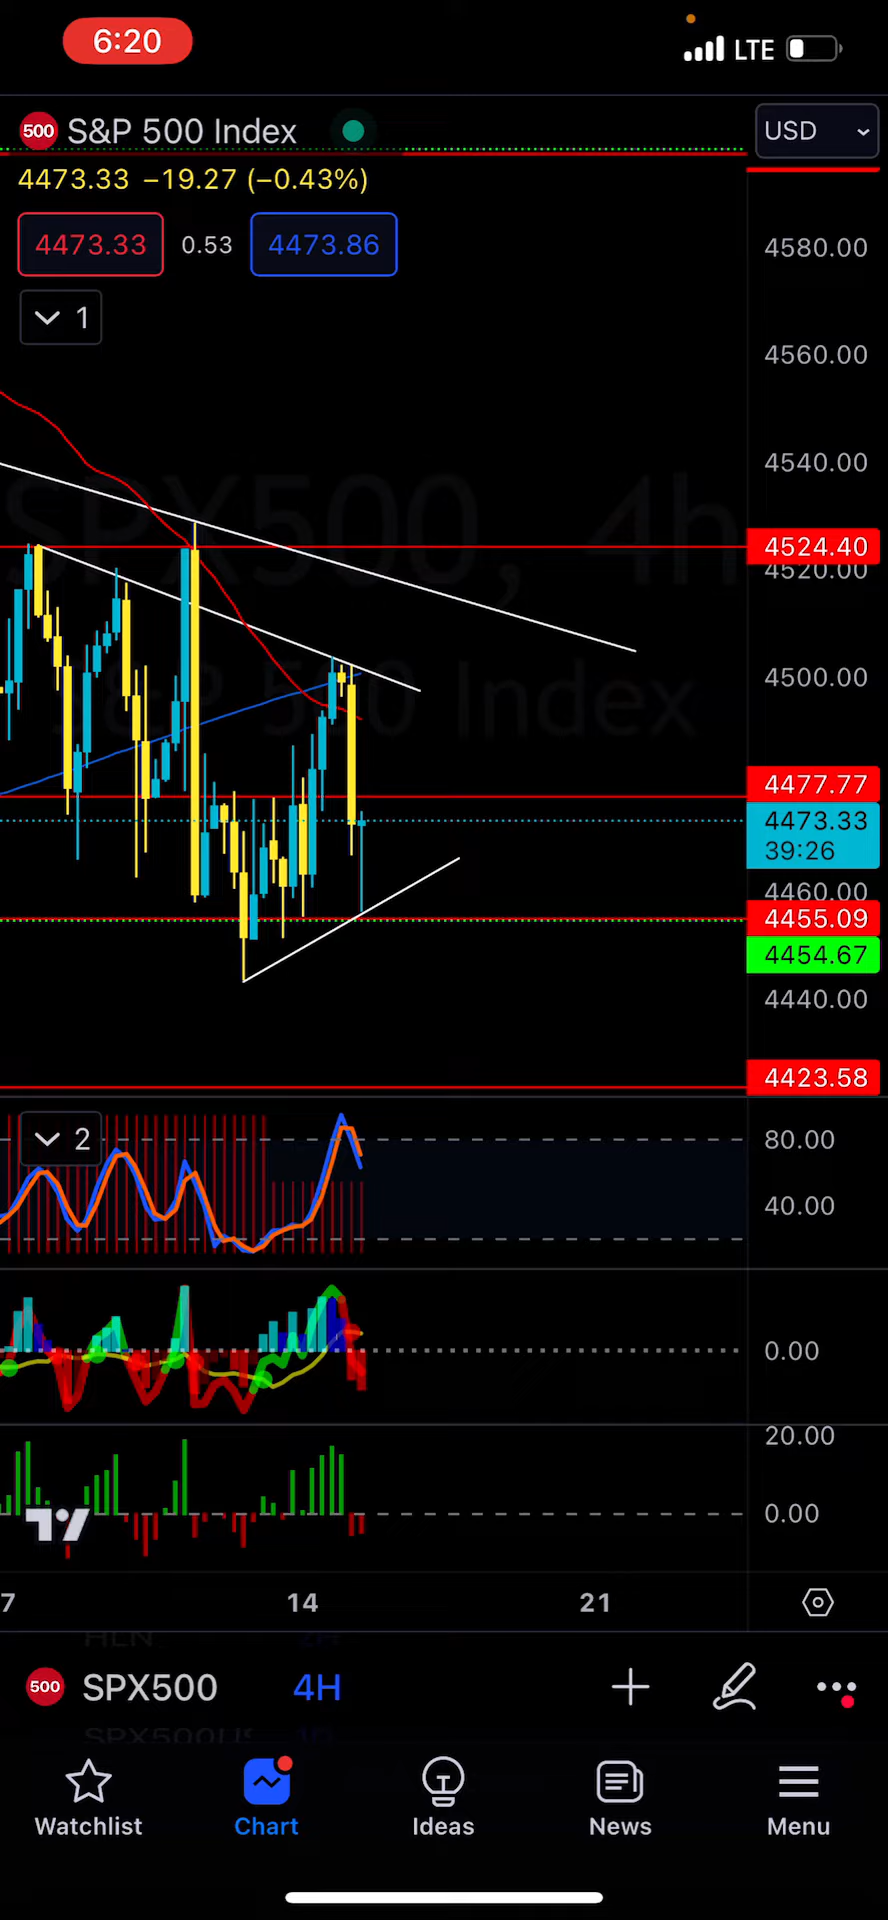 6:20 LTE
500 S&P 500 Index USD
4473.33 −19.27 (−0.43%)
4473.33 0.53 4473.86
1
4580.00
4560.00
4540.00
SPX500, 4h
4524.40
4520.00
S&P 500 Index
4500.00
4477.77
4473.33
39:26
4460.00
4455.09
4454.67
4440.00
4423.58
2
80.00
40.00
0.00
20.00
0.00
7 14 21
500 SPX500 4H
Watchlist Chart Ideas News Menu